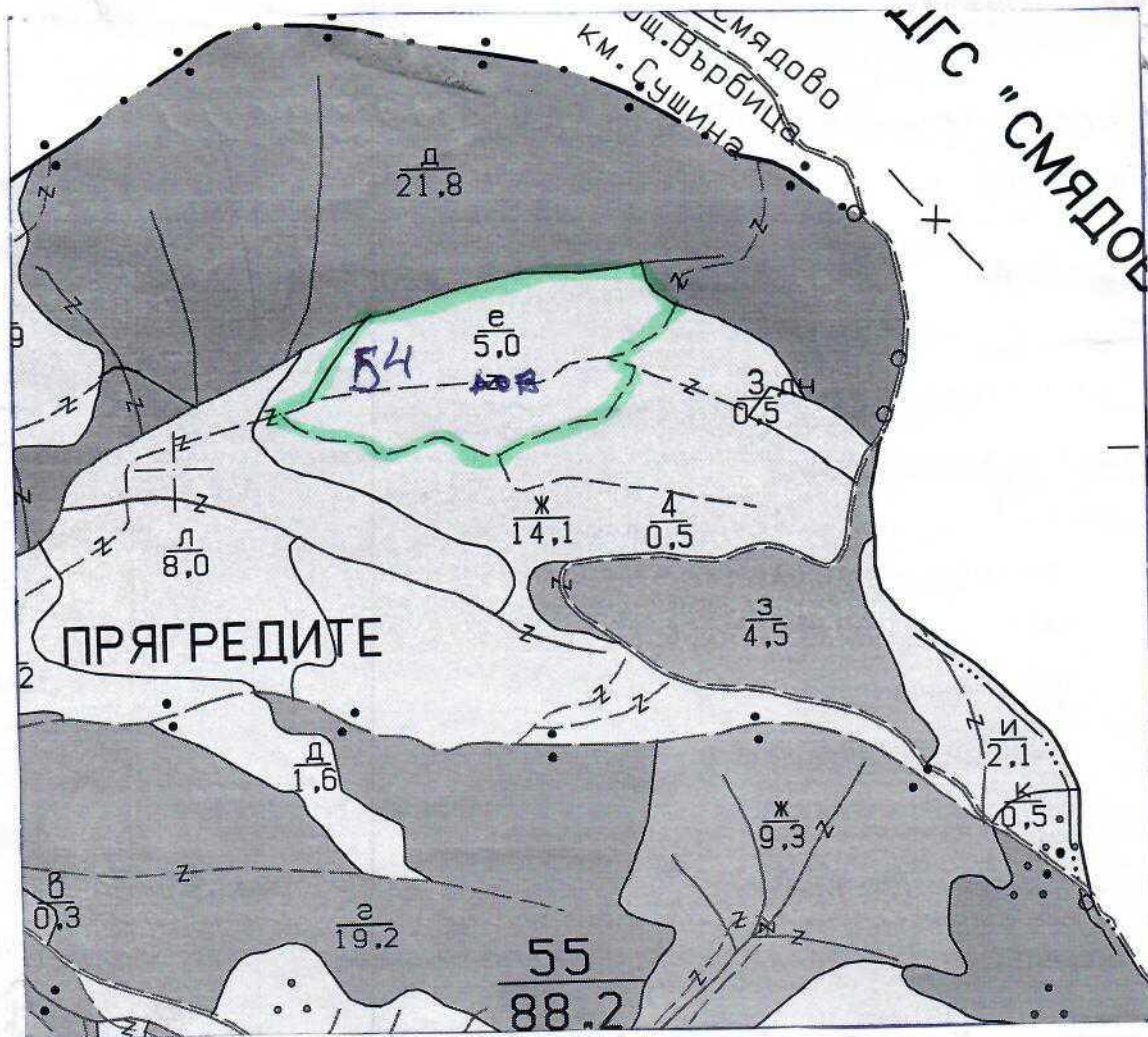 Смядово
общ.Върбица
км. Сушина
ДГС "СМЯДОВ
Д
21,8
е
5,0
54
З
0,5
лн
Ж
14,1
4
0,5
Л
8,0
З
4,5
ПРЯГРЕДИТЕ
2
Д
1,6
И
2,1
К
0,5
Ж
9,3
В
0,3
г
19,2
55
88.2